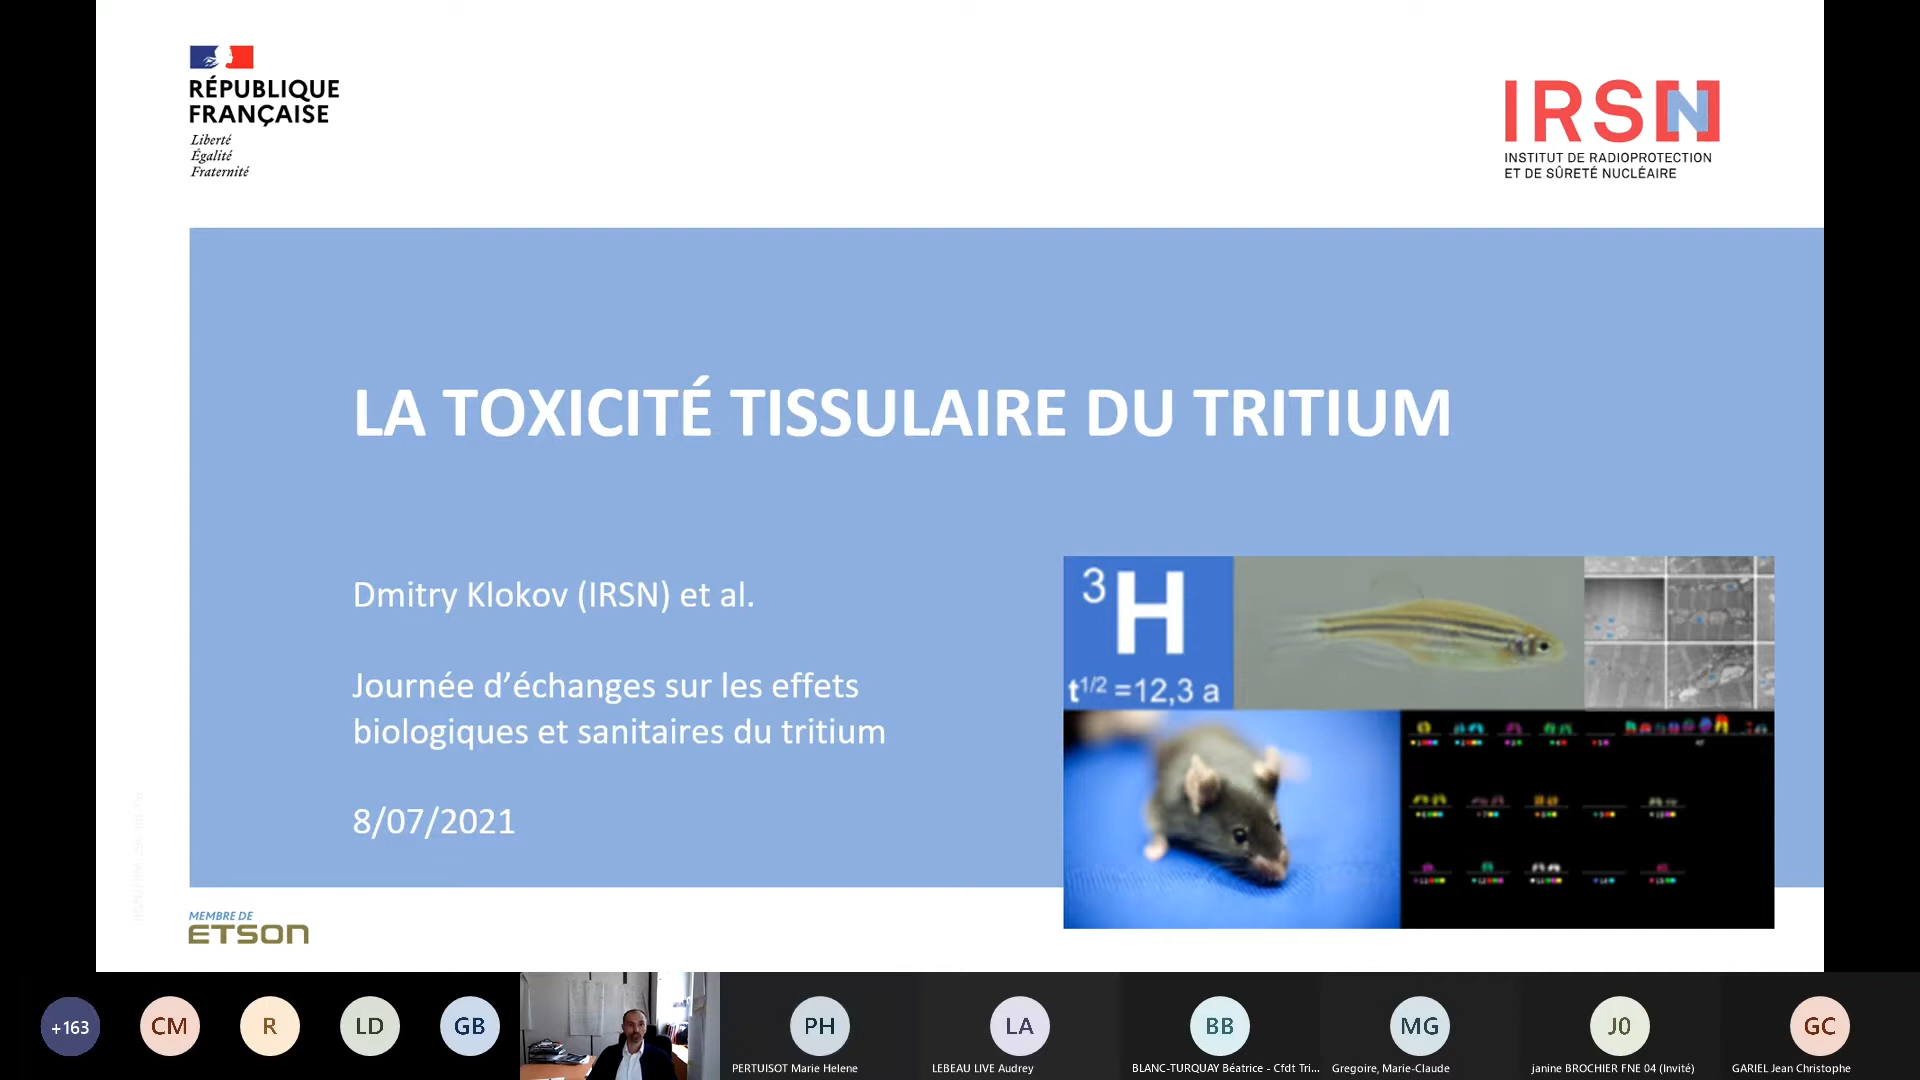 RÉPUBLIQUE
FRANÇAISE
Liberté
Égalité
Fraternité
IRSN
INSTITUT DE RADIOPROTECTION
ET DE SÛRETÉ NUCLÉAIRE
LA TOXICITÉ TISSULAIRE DU TRITIUM
Dmitry Klokov (IRSN) et al.
Journée d’échanges sur les effets
biologiques et sanitaires du tritium
8/07/2021
3H
t1/2 =12,3 a
MEMBRE DE
ETSON
+163
CM
R
LD
GB
PH
LA
BB
MG
J0
GC
PERTUISOT Marie Helene
LEBEAU LIVE Audrey
BLANC-TURQUAY Béatrice - Cfdt Tri...
Gregoire, Marie-Claude
janine BROCHIER FNE 04 (Invité)
GARIEL Jean Christophe